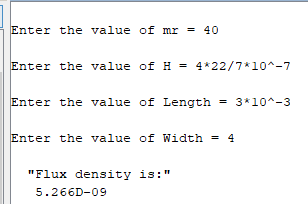 Enter the value of mr = 40
Enter the value of H = 4*22/7*10^-7
Enter the value of Length = 3*10^-3
Enter the value of Width = 4
"Flux density is:"
5.266D-09